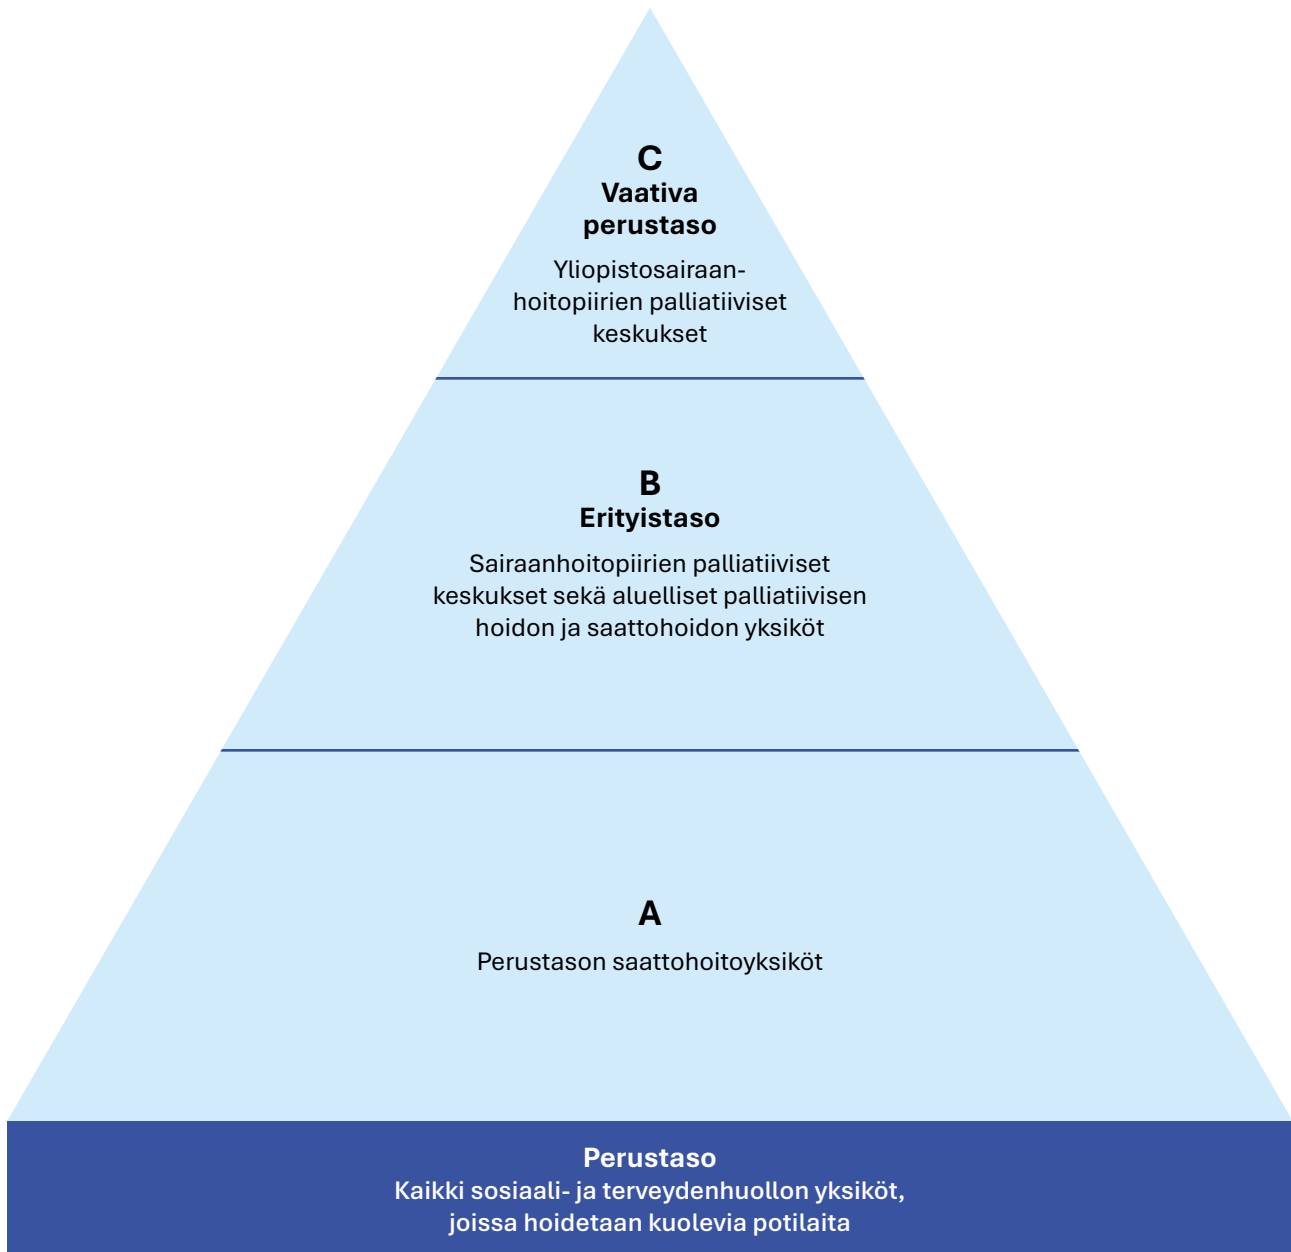 C
Vaativa
perustaso
Yliopistosairaan-
hoitopiirien palliatiiviset
keskukset
B
Erityistaso
Sairaanhoitopiirien palliatiiviset
keskukset sekä aluelliset palliatiivisen
hoidon ja saattohoidon yksiköt
A
Perustason saattohoitoyksiköt
Perustaso
Kaikki sosiaali- ja terveydenhuollon yksiköt,
joissa hoidetaan kuolevia potilaita